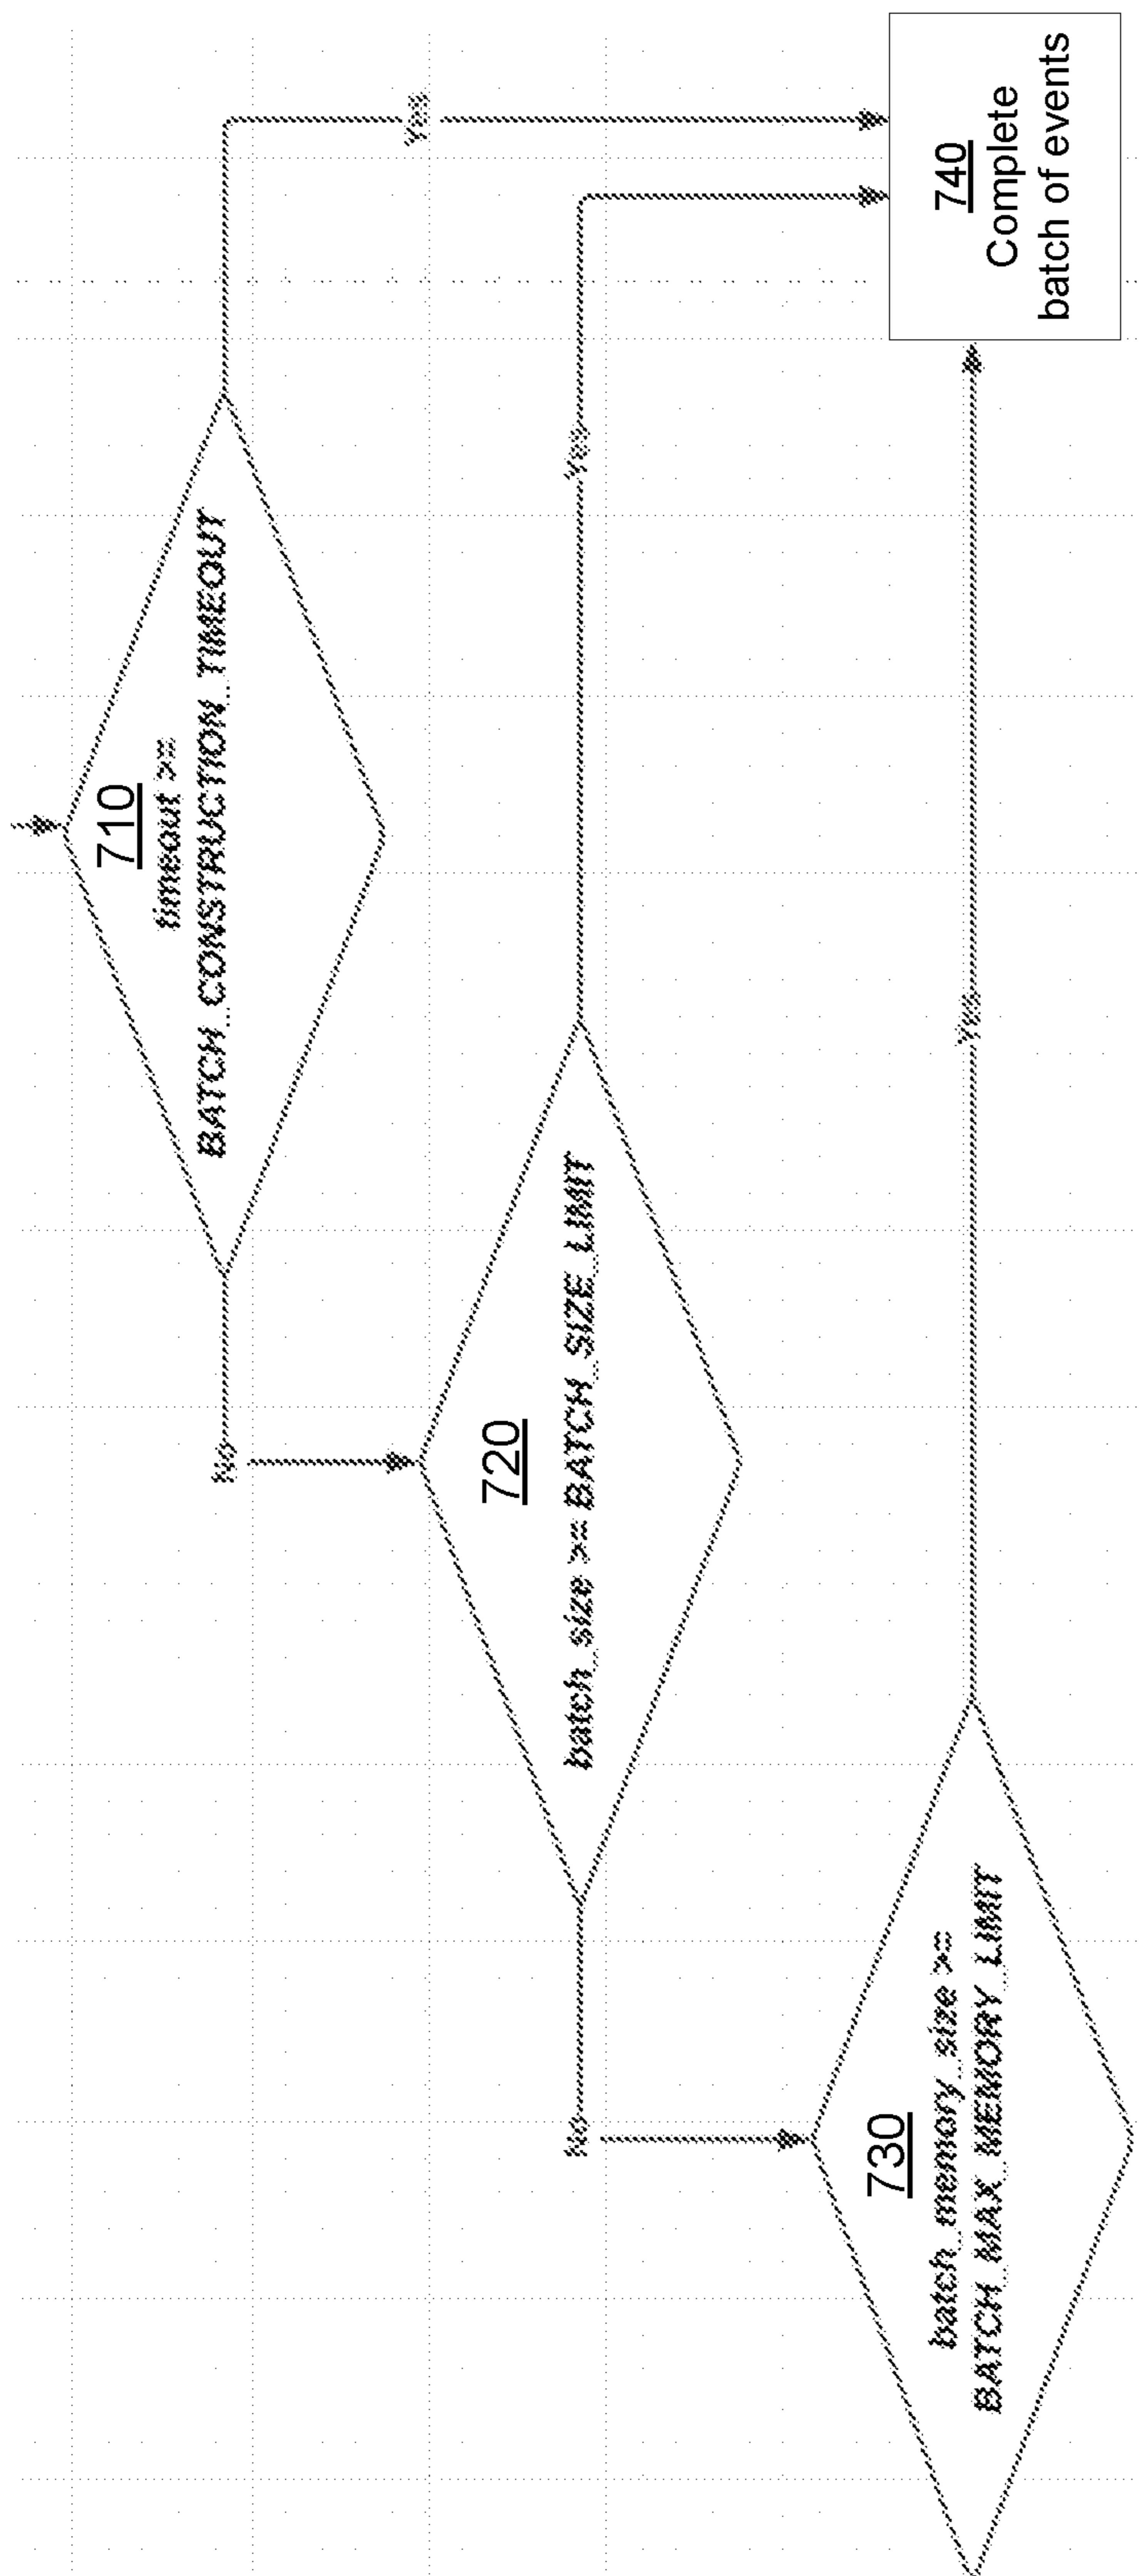 710
timeout >=
BATCH_CONSTRUCTION_TIMEOUT
Yes
No
720
batch_size >= BATCH_SIZE_LIMIT
Yes
No
730
batch_memory_size >=
BATCH_MAX_MEMORY_LIMIT
Yes
740
Complete
batch of events